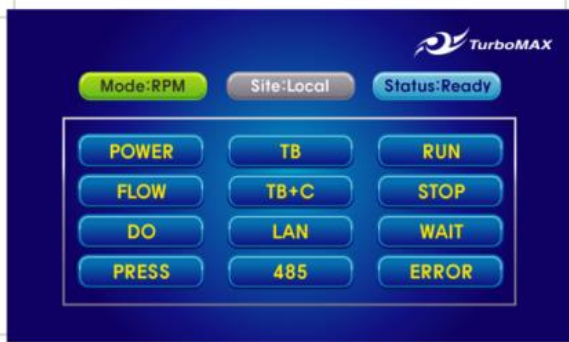 TurboMAX
Mode:RPM Site:Local Status:Ready
POWER TB RUN
FLOW TB+C STOP
DO LAN WAIT
PRESS 485 ERROR